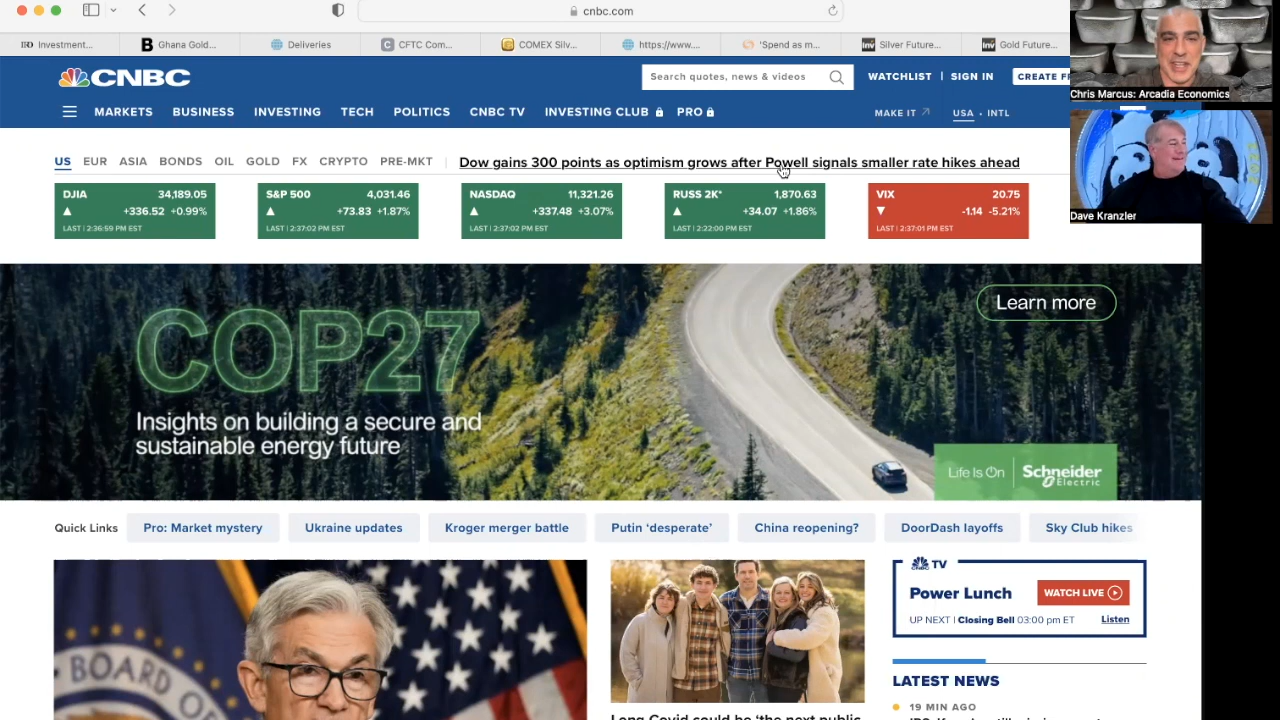 cnbc.com
Investment...
Ghana Gold...
Deliveries
CFTC Com...
COMEX Silv...
https://www....
'Spend as m...
Silver Future...
Gold Future...
Chris Marcus: Arcadia Economics
CNBC
Search quotes, news & videos
WATCHLIST | SIGN IN
CREATE FR
MARKETS BUSINESS INVESTING TECH POLITICS CNBC TV INVESTING CLUB PRO
MAKE IT USA • INTL
US EUR ASIA BONDS OIL GOLD FX CRYPTO PRE-MKT
Dow gains 300 points as optimism grows after Powell signals smaller rate hikes ahead
DJIA 34,189.05
+336.52 +0.99%
LAST | 2:36:59 PM EST
S&P 500 4,031.46
+73.83 +1.87%
LAST | 2:37:02 PM EST
NASDAQ 11,321.26
+337.48 +3.07%
LAST | 2:37:02 PM EST
RUSS 2K* 1,870.63
+34.07 +1.86%
LAST | 2:22:00 PM EST
VIX 20.75
-1.14 -5.21%
LAST | 2:37:01 PM EST
Dave Kranzler
COP27
Insights on building a secure and
sustainable energy future
Learn more
Life Is On | Schneider
Electric
Quick Links
Pro: Market mystery
Ukraine updates
Kroger merger battle
Putin 'desperate'
China reopening?
DoorDash layoffs
Sky Club hikes
BOARD OF
Long Covid could be 'the next public
TV
Power Lunch
WATCH LIVE
UP NEXT | Closing Bell 03:00 pm ET
Listen
LATEST NEWS
19 MIN AGO